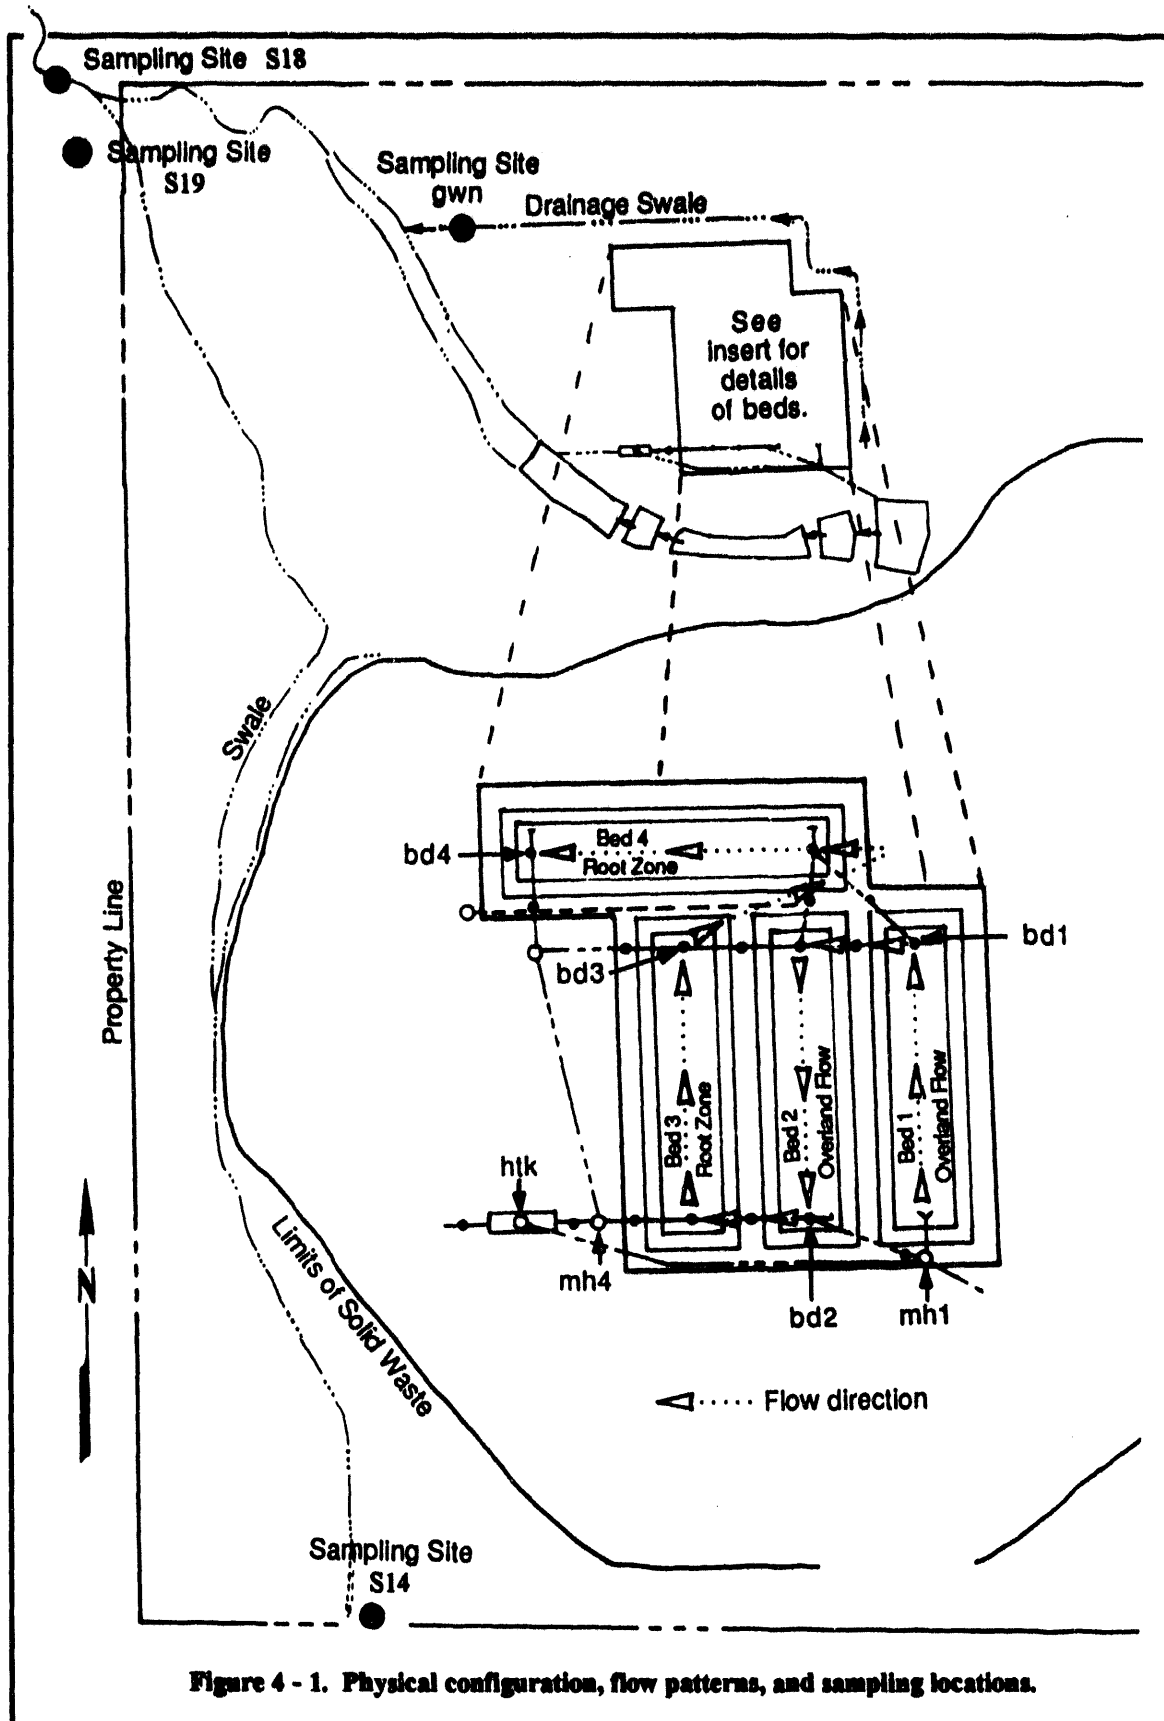 Sampling Site S18
Sampling Site
S19
Sampling Site
gwn
Drainage Swale
See
insert for
details
of beds.
Swale
Property Line
bd4
Bed 4
Root Zone
bd1
bd3
Bed 3
Root Zone
Bed 2
Overland Flow
Bed 1
Overland Flow
htk
mh4
bd2
mh1
N
Limits of Solid Waste
Flow direction
Sampling Site
S14
Figure 4 - 1. Physical configuration, flow patterns, and sampling locations.